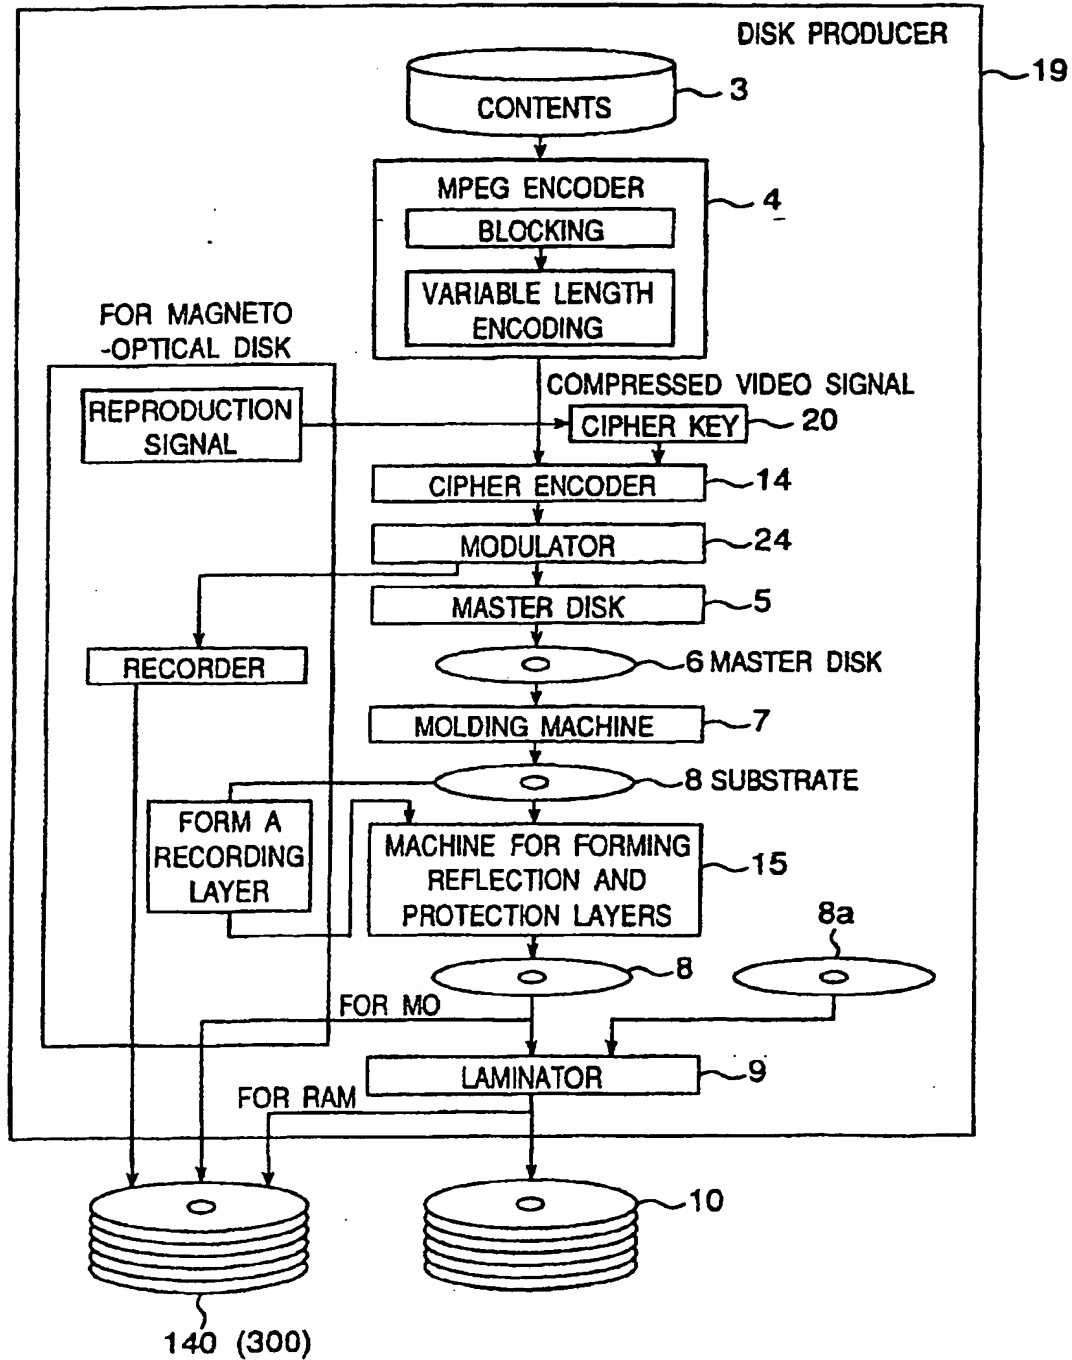 DISK PRODUCER
19
CONTENTS
3
MPEG ENCODER
4
BLOCKING
VARIABLE LENGTH
ENCODING
FOR MAGNETO
-OPTICAL DISK
COMPRESSED VIDEO SIGNAL
REPRODUCTION
SIGNAL
CIPHER KEY
20
CIPHER ENCODER
14
MODULATOR
24
MASTER DISK
5
RECORDER
6 MASTER DISK
MOLDING MACHINE
7
8 SUBSTRATE
FORM A
RECORDING
LAYER
MACHINE FOR FORMING
REFLECTION AND
PROTECTION LAYERS
15
8a
8
FOR MO
LAMINATOR
9
FOR RAM
10
140 (300)